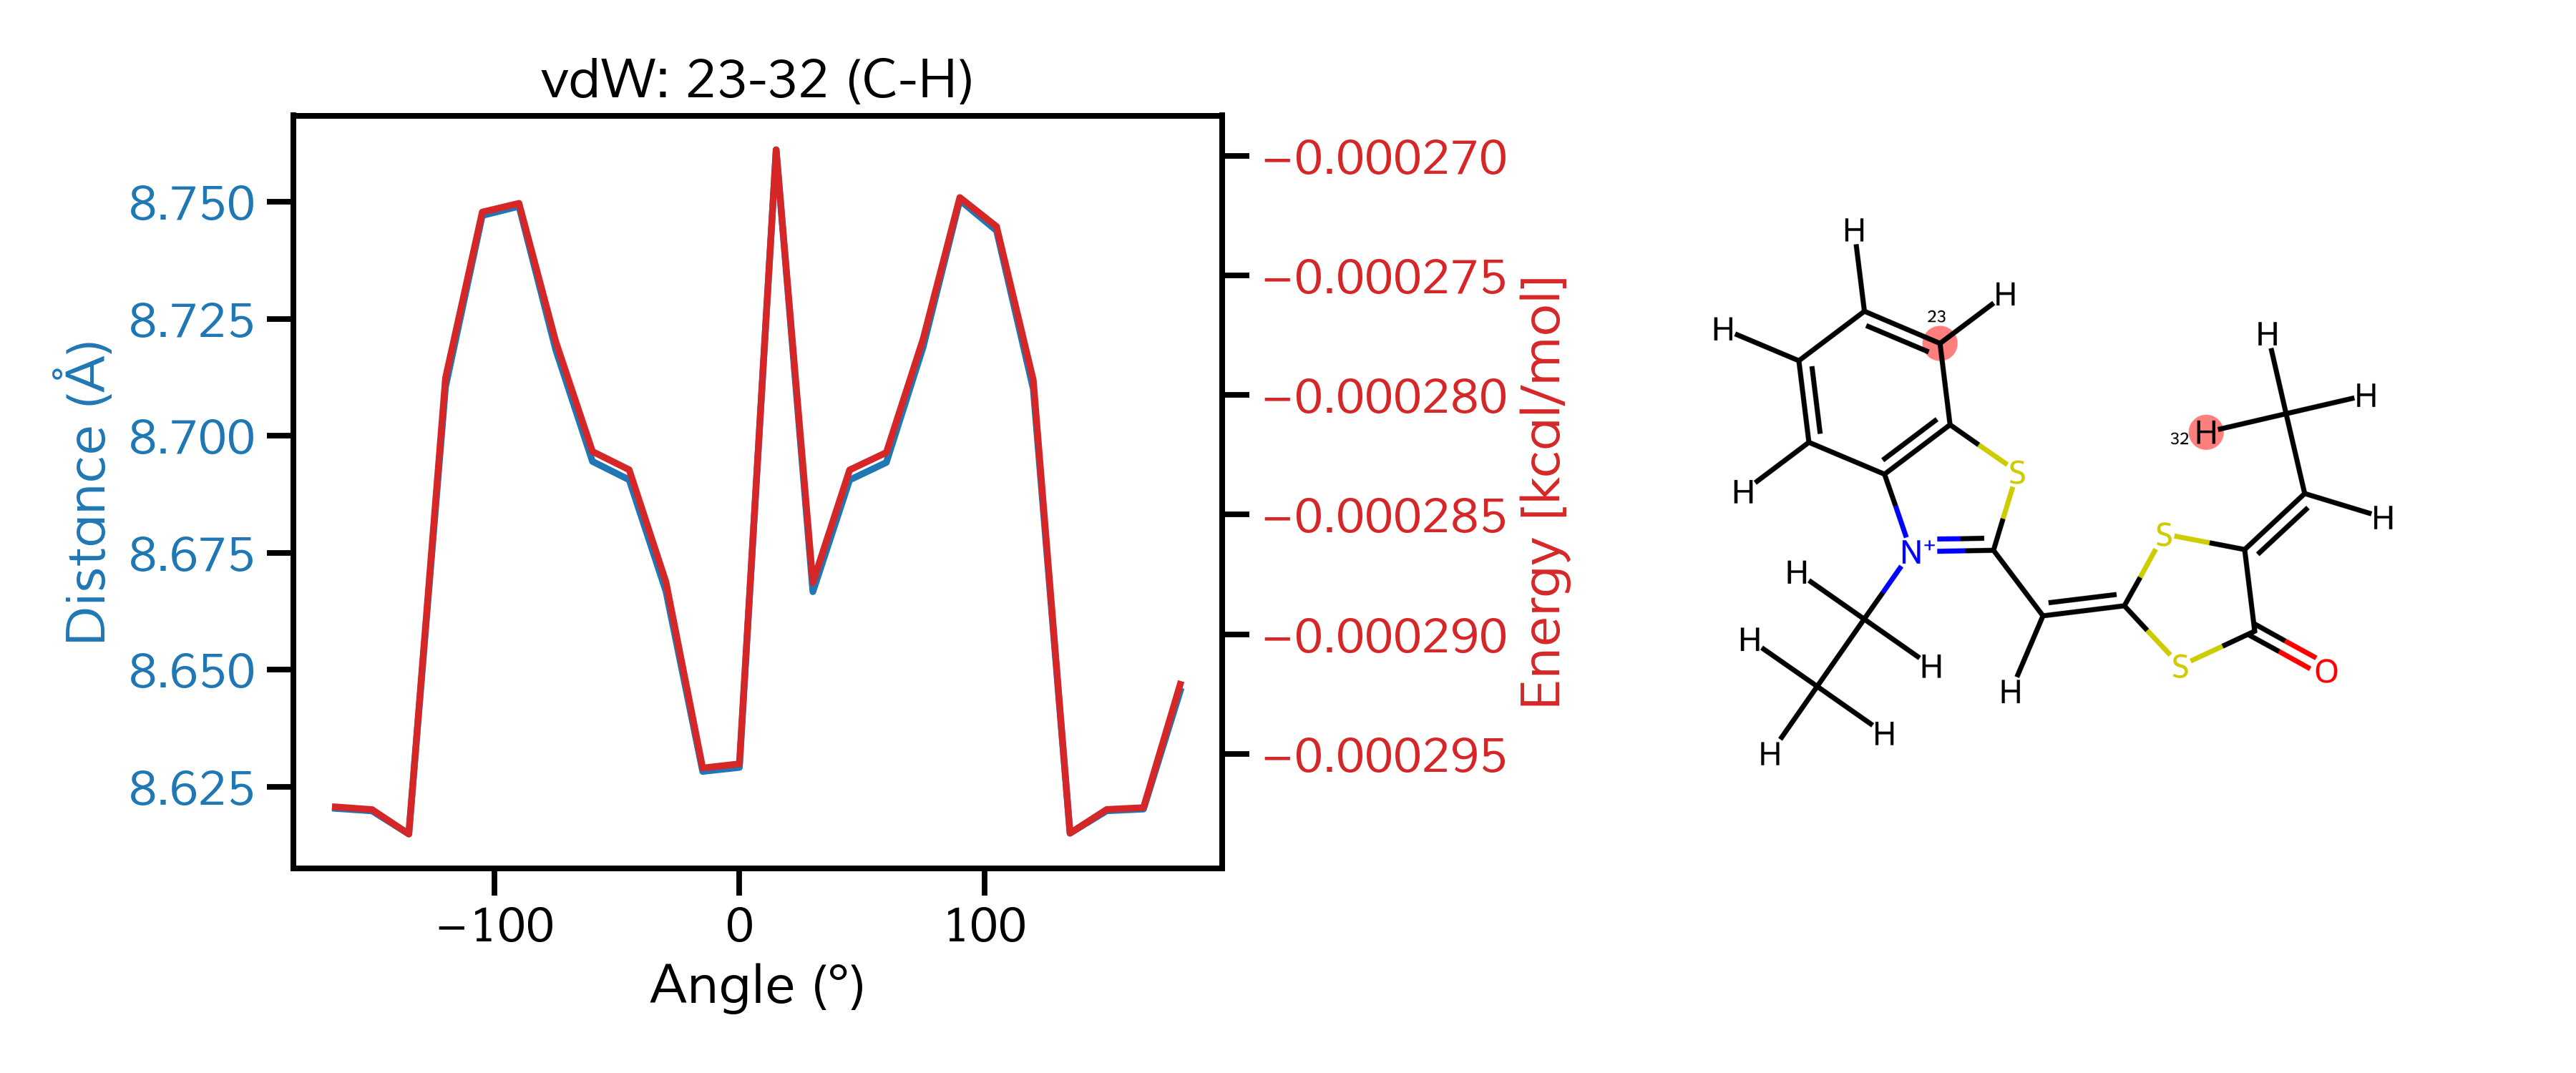 vdW: 23-32 (C-H)
8.750
8.725
8.700
8.675
8.650
8.625
Distance (Å)
−100
0
100
Angle (°)
−0.000270
−0.000275
−0.000280
−0.000285
−0.000290
−0.000295
Energy [kcal/mol]
H
H
23
H
H
H
32
H
H
H
S
H
S
N+
H
H
H
S
O
H
H
H